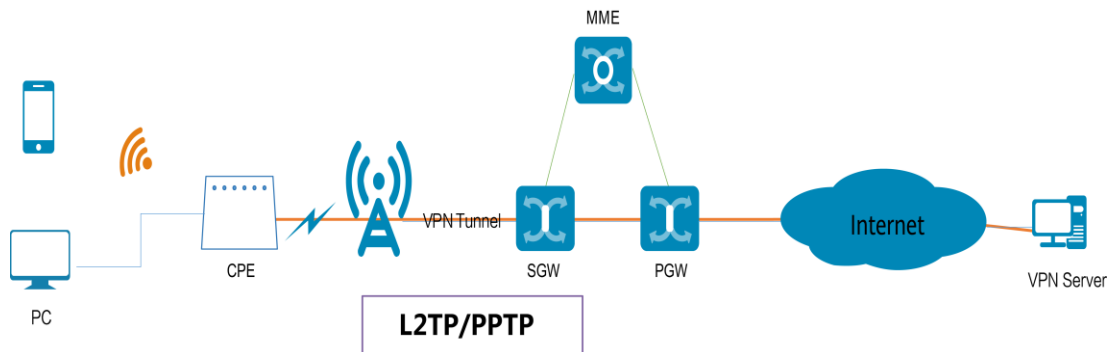 MME
VPN Tunnel
Internet
CPE
SGW
PGW
VPN Server
PC
L2TP/PPTP